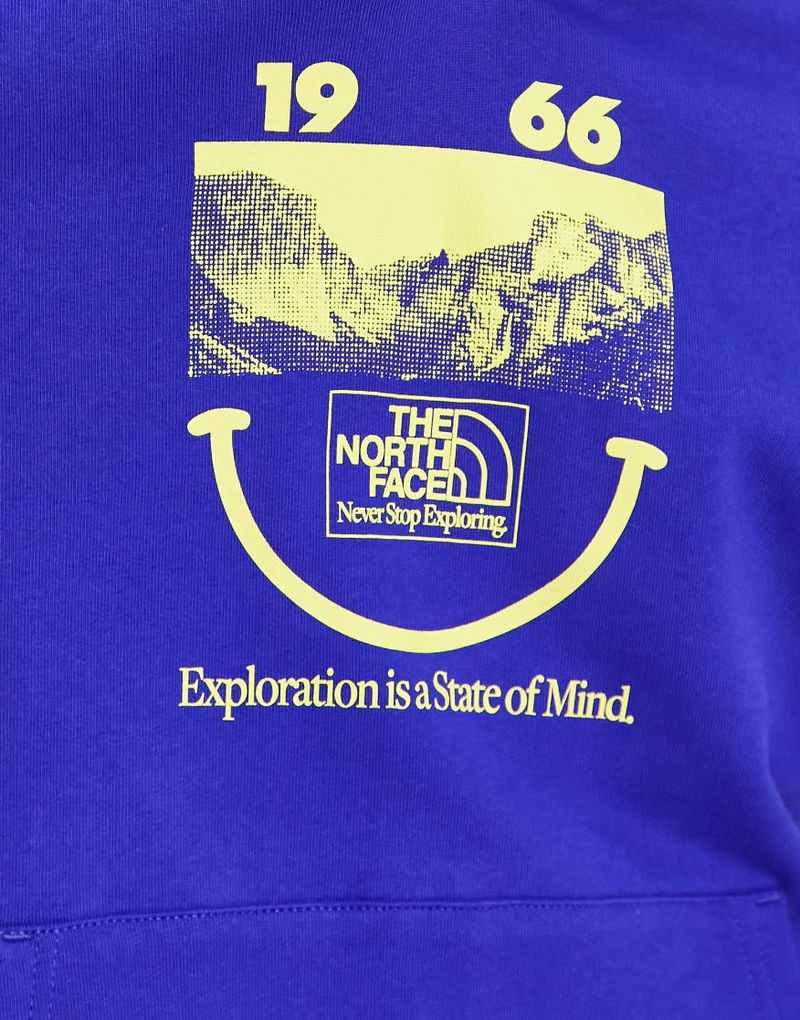 19 66
THE
NORTH
FACE
Never Stop Exploring.
Exploration is a State of Mind.